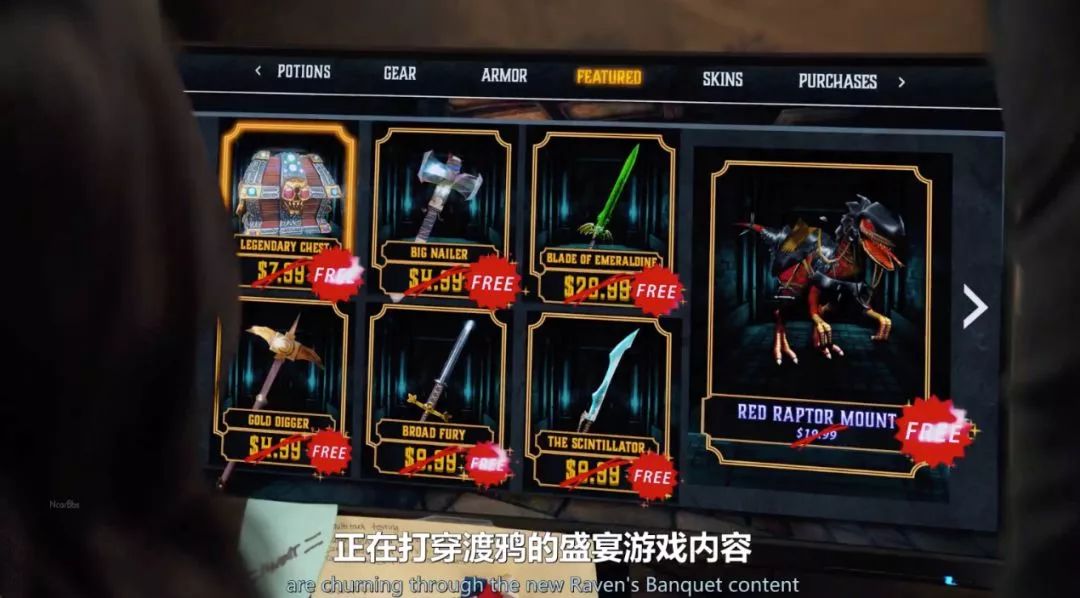 < POTIONS GEAR ARMOR FEATURED SKINS PURCHASES >
LEGENDARY CHEST
$7.99 FREE
BIG NAILER
$4.99 FREE
BLADE OF EMERALDINE
$29.99 FREE
GOLD DIGGER
$4.99 FREE
BROAD FURY
$9.99 FREE
THE SCINTILLATOR
$9.99 FREE
RED RAPTOR MOUNT
$19.99 FREE
正在打穿渡鸦的盛宴游戏内容
are churning through the new Raven's Banquet content